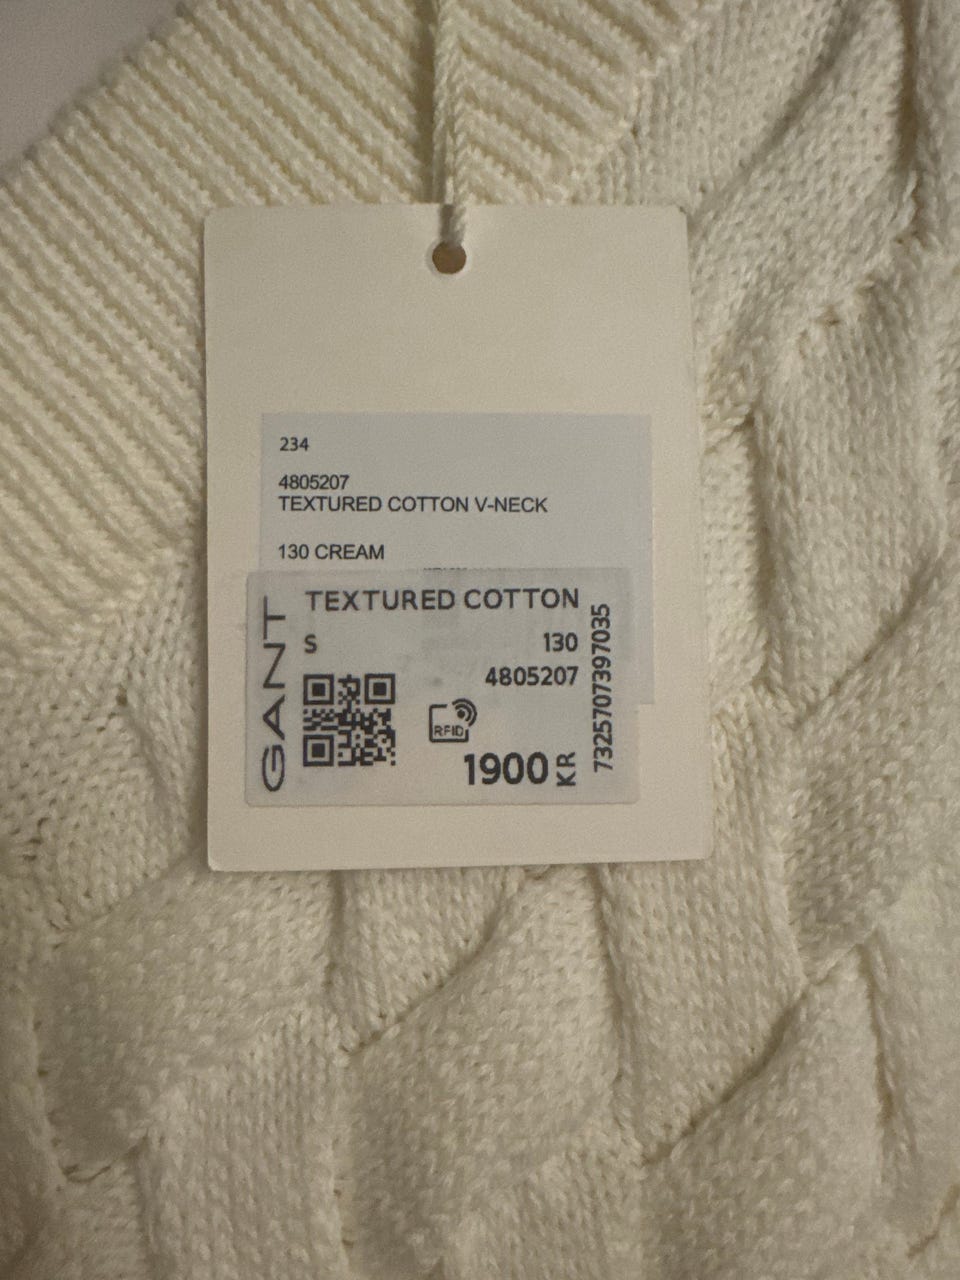 234
4805207
TEXTURED COTTON V-NECK
130 CREAM
GANT
TEXTURED COTTON
S 130
4805207
RFID
1900 KR
7325707397035